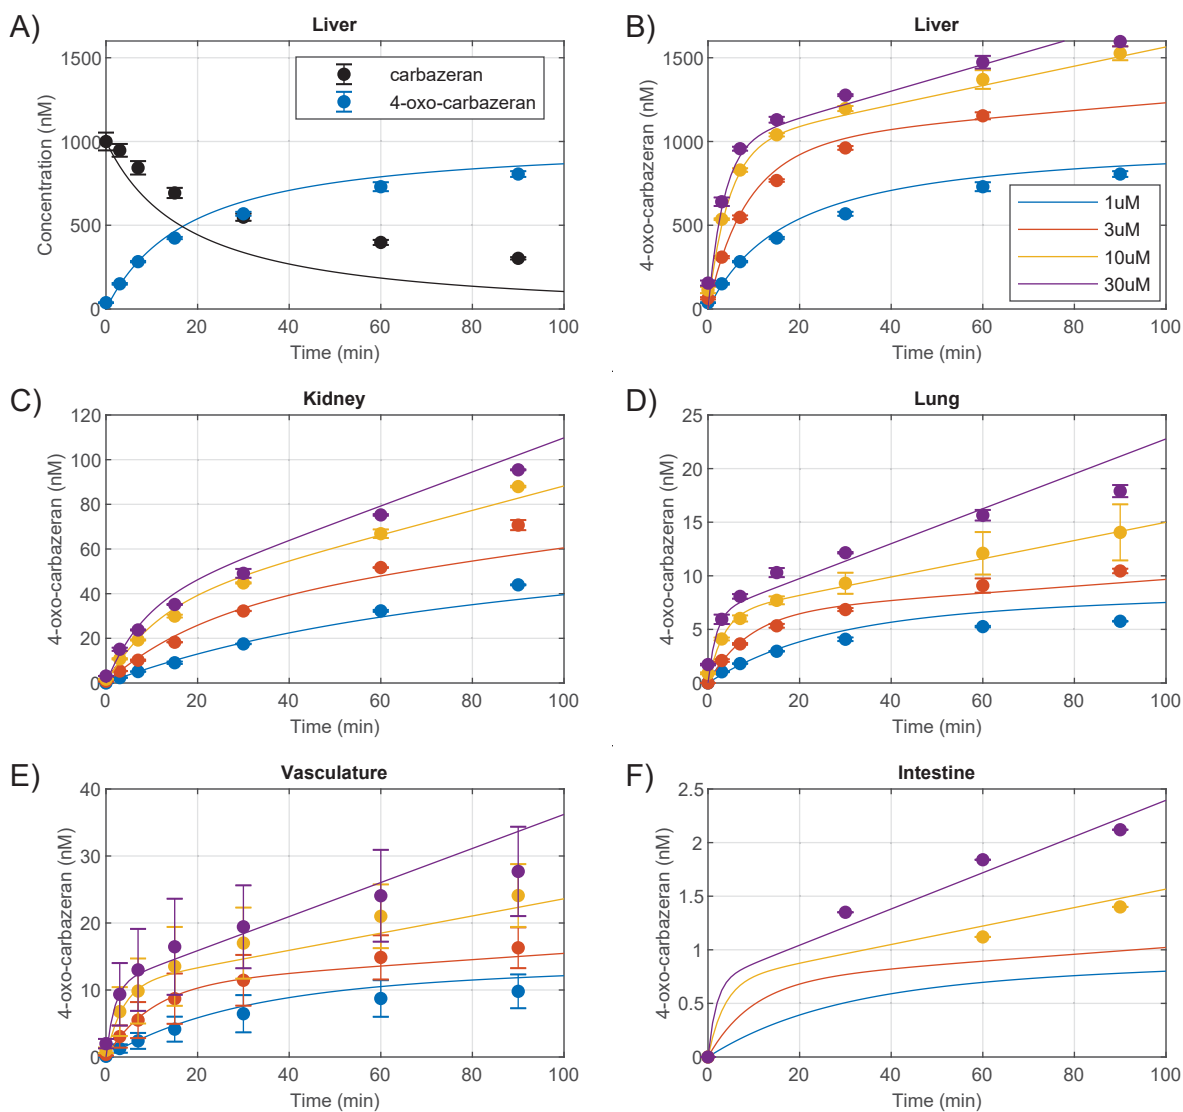 A)
Liver
Concentration (nM)
1500
1000
500
0
carbazeran
4-oxo-carbazeran
0 20 40 60 80 100
Time (min)
B)
Liver
4-oxo-carbazeran (nM)
1500
1000
500
0
1uM
3uM
10uM
30uM
0 20 40 60 80 100
Time (min)
C)
Kidney
4-oxo-carbazeran (nM)
120
100
80
60
40
20
0
0 20 40 60 80 100
Time (min)
D)
Lung
4-oxo-carbazeran (nM)
25
20
15
10
5
0
0 20 40 60 80 100
Time (min)
E)
Vasculature
4-oxo-carbazeran (nM)
40
30
20
10
0
0 20 40 60 80 100
Time (min)
F)
Intestine
4-oxo-carbazeran (nM)
2.5
2
1.5
1
0.5
0
0 20 40 60 80 100
Time (min)